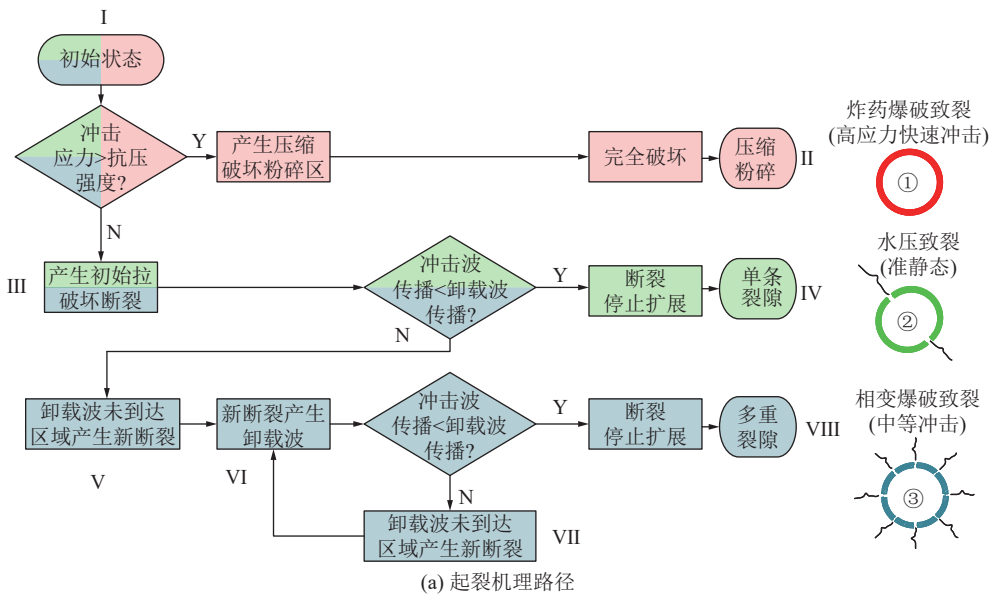 I
初始状态
冲击
应力>抗压
强度?
Y
产生压缩
破坏粉碎区
完全破坏
压缩
粉碎
II
炸药爆破致裂
(高应力快速冲击)
①
N
III
产生初始拉
破坏断裂
冲击波
传播<卸载波
传播?
Y
断裂
停止扩展
单条
裂隙
IV
水压致裂
(准静态)
②
N
卸载波未到达
区域产生新断裂
V
新断裂产生
卸载波
VI
冲击波
传播<卸载波
传播?
Y
断裂
停止扩展
多重
裂隙
VIII
相变爆破致裂
(中等冲击)
③
N
卸载波未到达
区域产生新断裂
VII
(a) 起裂机理路径